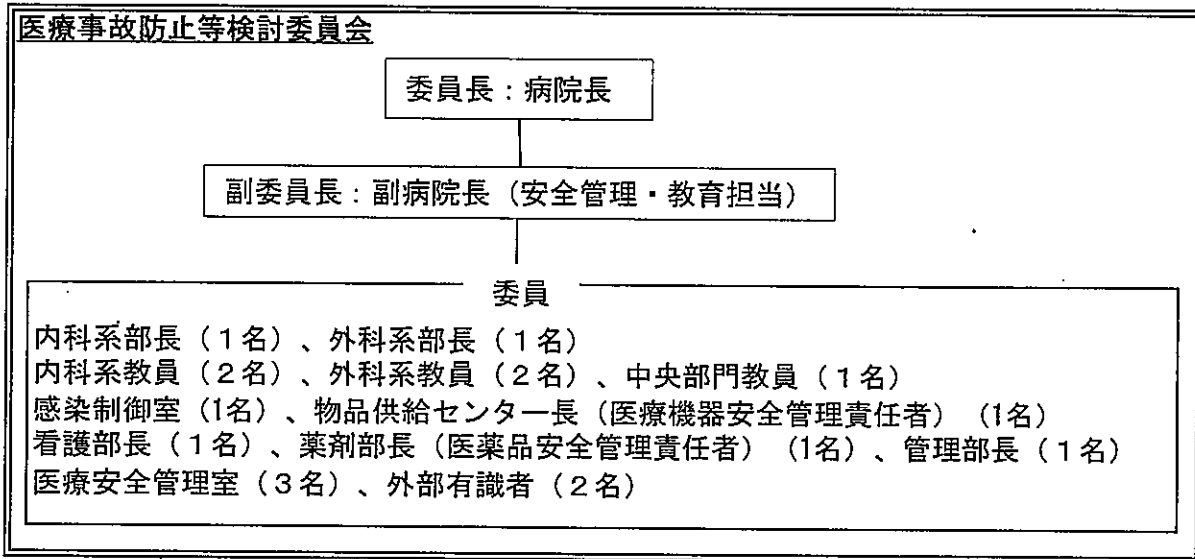 医療事故防止等検討委員会
委員長：病院長
副委員長：副病院長（安全管理・教育担当）
委員
内科系部長（１名）、外科系部長（１名）
内科系教員（２名）、外科系教員（２名）、中央部門教員（１名）
感染制御室（1名）、物品供給センター長（医療機器安全管理責任者）（1名）
看護部長（１名）、薬剤部長（医薬品安全管理責任者）（1名）、管理部長（１名）
医療安全管理室（３名）、外部有識者（２名）